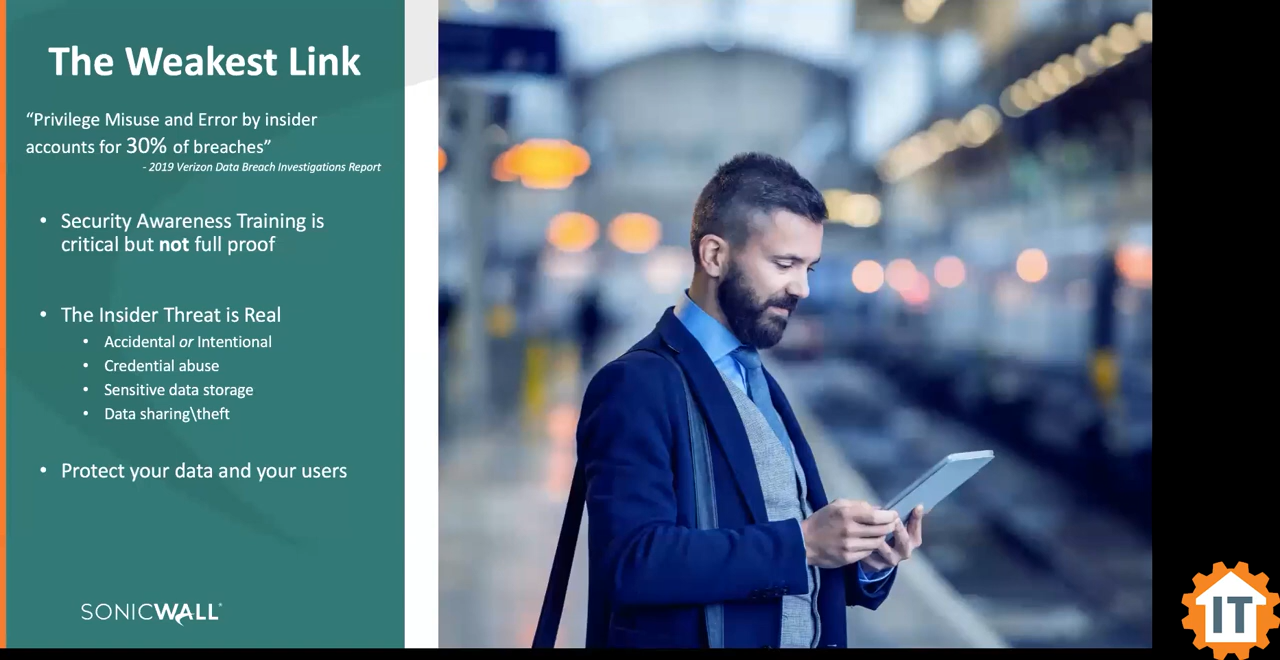 The Weakest Link
“Privilege Misuse and Error by insider
accounts for 30% of breaches”
- 2019 Verizon Data Breach Investigations Report
• Security Awareness Training is
critical but not full proof
• The Insider Threat is Real
• Accidental or Intentional
• Credential abuse
• Sensitive data storage
• Data sharing\theft
• Protect your data and your users
SONICWALL®
IT